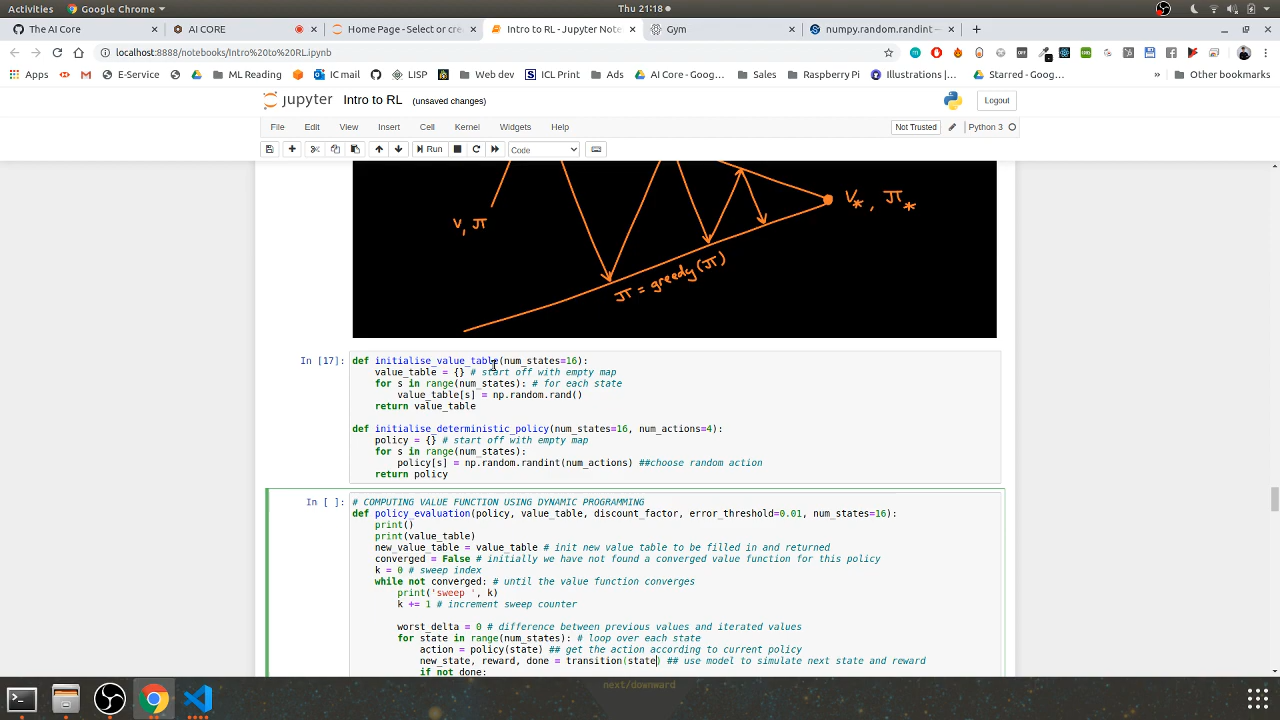 Activities
Google Chrome
Thu 21:18
The AI Core
AI CORE
Home Page - Select or cre
Intro to RL - Jupyter Note
Gym
numpy.random.randint —
localhost:8888/notebooks/Intro%20to%20RL.ipynb
Apps
E-Service
ML Reading
IC mail
LISP
Web dev
ICL Print
Ads
AI Core - Goog…
Sales
Raspberry Pi
Illustrations |…
Starred - Goog…
»
Other bookmarks
jupyter Intro to RL (unsaved changes)
Logout
File Edit View Insert Cell Kernel Widgets Help
Not Trusted
Python 3
Run
Code
V, π
V*, π*
π = greedy(π)
In [17]:
def initialise_value_table(num_states=16):
value_table = {} # start off with empty map
for s in range(num_states): # for each state
value_table[s] = np.random.rand()
return value_table
def initialise_deterministic_policy(num_states=16, num_actions=4):
policy = {} # start off with empty map
for s in range(num_states):
policy[s] = np.random.randint(num_actions) ##choose random action
return policy
In [ ]:
# COMPUTING VALUE FUNCTION USING DYNAMIC PROGRAMMING
def policy_evaluation(policy, value_table, discount_factor, error_threshold=0.01, num_states=16):
print()
print(value_table)
new_value_table = value_table # init new value table to be filled in and returned
converged = False # initially we have not found a converged value function for this policy
k = 0 # sweep index
while not converged: # until the value function converges
print('sweep ', k)
k += 1 # increment sweep counter
worst_delta = 0 # difference between previous values and iterated values
for state in range(num_states): # loop over each state
action = policy(state) ## get the action according to current policy
new_state, reward, done = transition(state) ## use model to simulate next state and reward
if not done:
next/downward